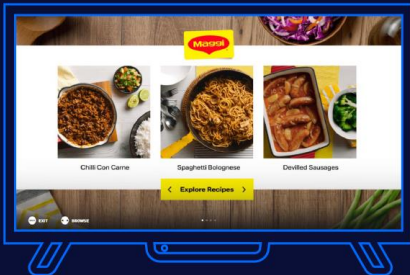 Maggi
Chilli Con Carne
Spaghetti Bolognese
Devilled Sausages
< Explore Recipes >
EXIT
BROWSE